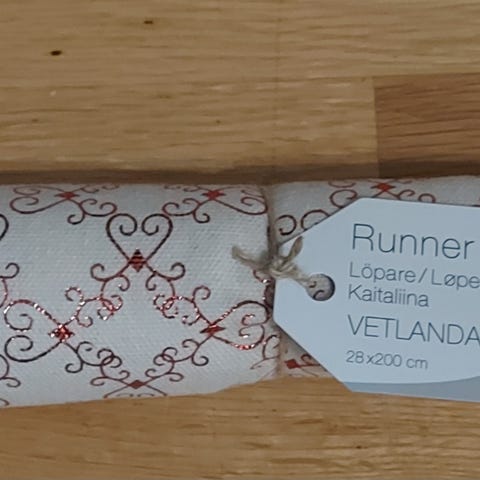 Runner
Löpare/Løpe
Kaitaliina
VETLANDA
28x200 cm